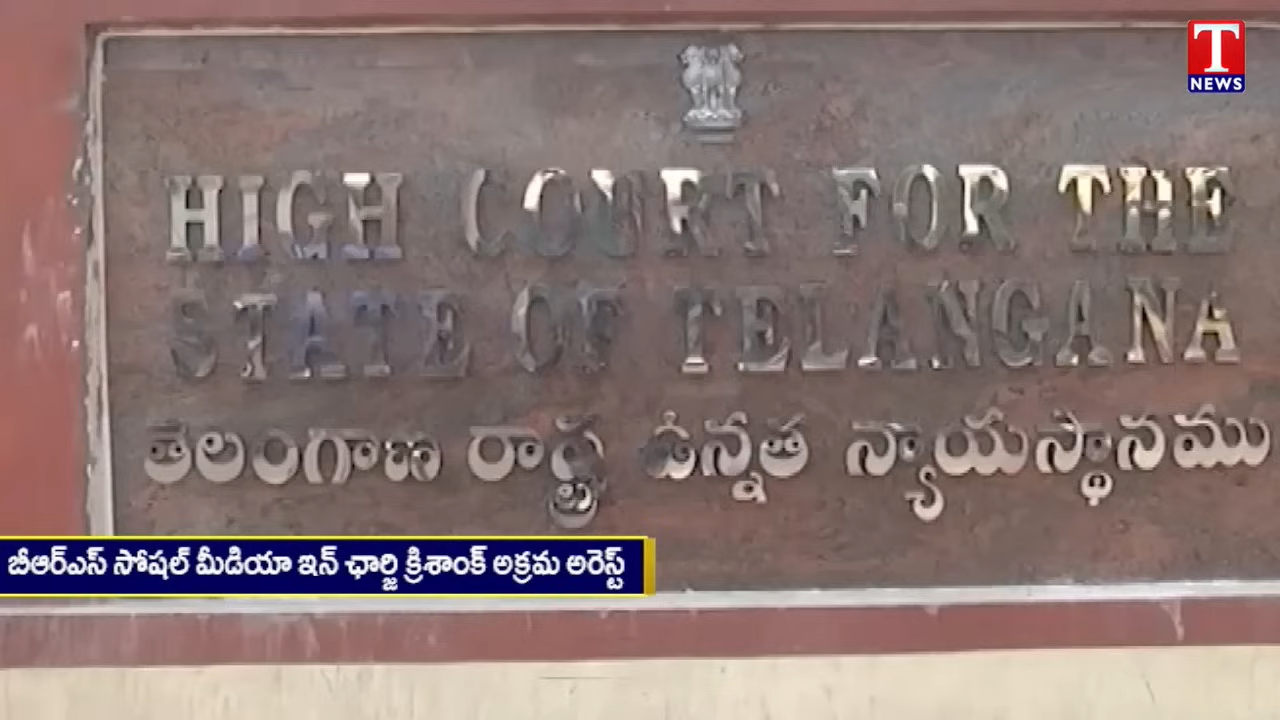 T
NEWS
HIGH COURT FOR THE
STATE OF TELANGANA
తెలంగాణ రాష్ట్ర ఉన్నత న్యాయస్థానము
బీఆర్ఎస్ సోషల్ మీడియా ఇన్ ఛార్జి క్రిశాంక్ అక్రమ అరెస్ట్